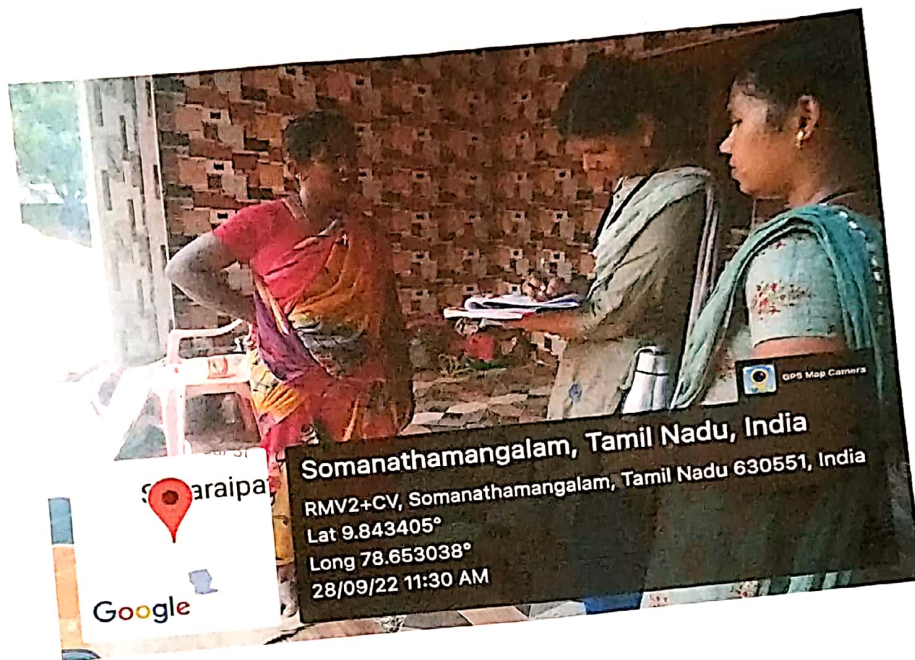 GPS Map Camera
Somanathamangalam, Tamil Nadu, India
RMV2+CV, Somanathamangalam, Tamil Nadu 630551, India
Lat 9.843405°
Long 78.653038°
28/09/22 11:30 AM
Google